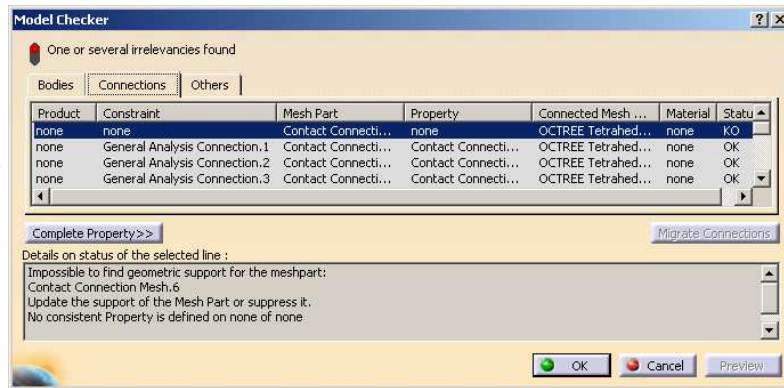 Model Checker
One or several irrelevancies found
Bodies Connections Others
Product Constraint Mesh Part Property Connected Mesh ... Material Statu
none none Contact Connecti... none OCTREE Tetrahed... none KO
none General Analysis Connection.1 Contact Connecti... Contact Connecti... OCTREE Tetrahed... none OK
none General Analysis Connection.2 Contact Connecti... Contact Connecti... OCTREE Tetrahed... none OK
none General Analysis Connection.3 Contact Connecti... Contact Connecti... OCTREE Tetrahed... none OK
Complete Property>> Migrate Connections
Details on status of the selected line :
Impossible to find geometric support for the meshpart:
Contact Connection Mesh.6
Update the support of the Mesh Part or suppress it.
No consistent Property is defined on none of none
OK Cancel Preview